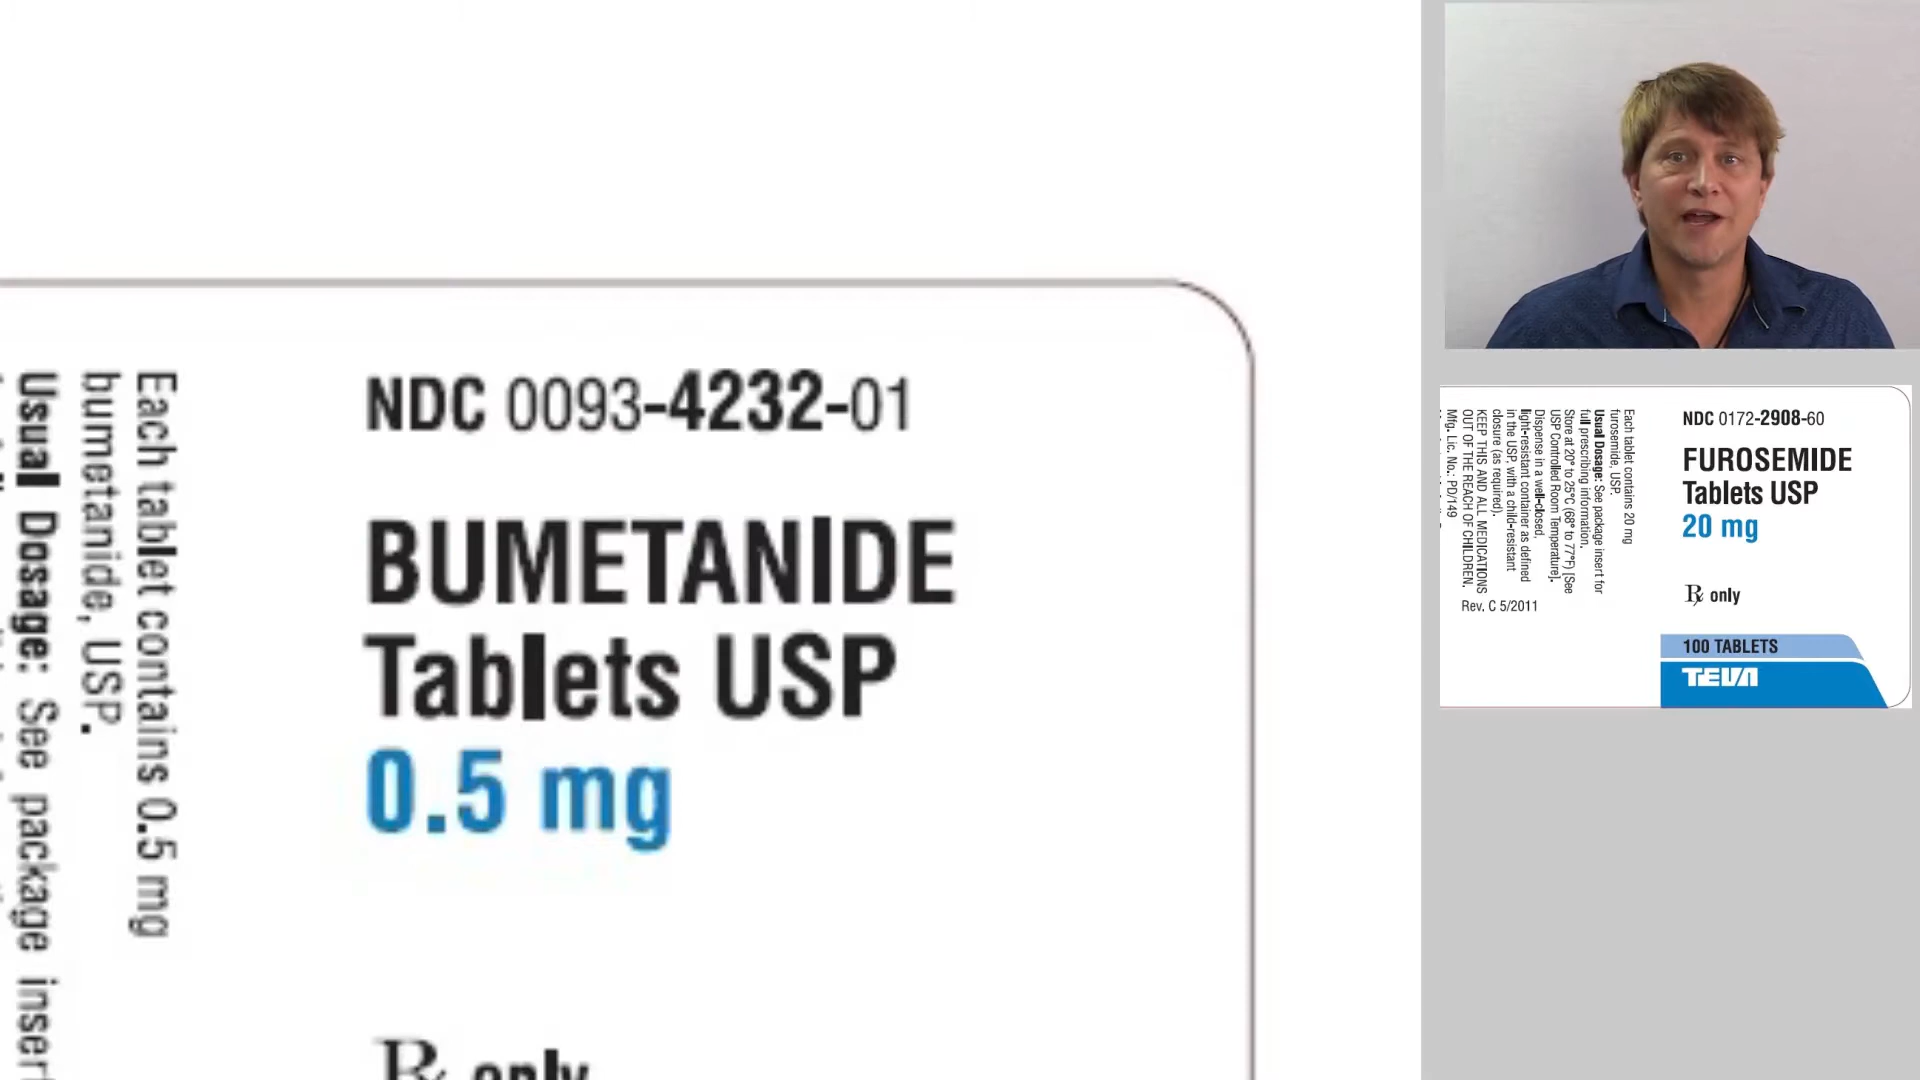 NDC 0093-4232-01
BUMETANIDE
Tablets USP
0.5 mg
Rx only
Each tablet contains 0.5 mg
bumetanide, USP.
Usual Dosage: See package insert
NDC 0172-2908-60
FUROSEMIDE
Tablets USP
20 mg
Rx only
100 TABLETS
TEVA
Each tablet contains 20 mg
furosemide, USP.
Usual Dosage: See package insert for
full prescribing information.
Store at 20° to 25°C (68° to 77°F) [See
USP Controlled Room Temperature].
Dispense in a well-closed,
light-resistant container as defined
in the USP, with a child-resistant
closure (as required).
KEEP THIS AND ALL MEDICATIONS
OUT OF THE REACH OF CHILDREN.
Mfg. Lic. No.: PD/149
Rev. C 5/2011